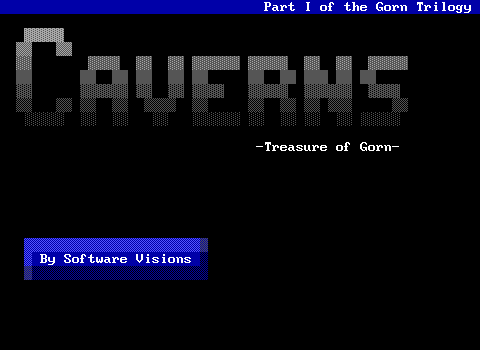 Part I of the Gorn Trilogy
CAVERNS
-Treasure of Gorn-
By Software Visions